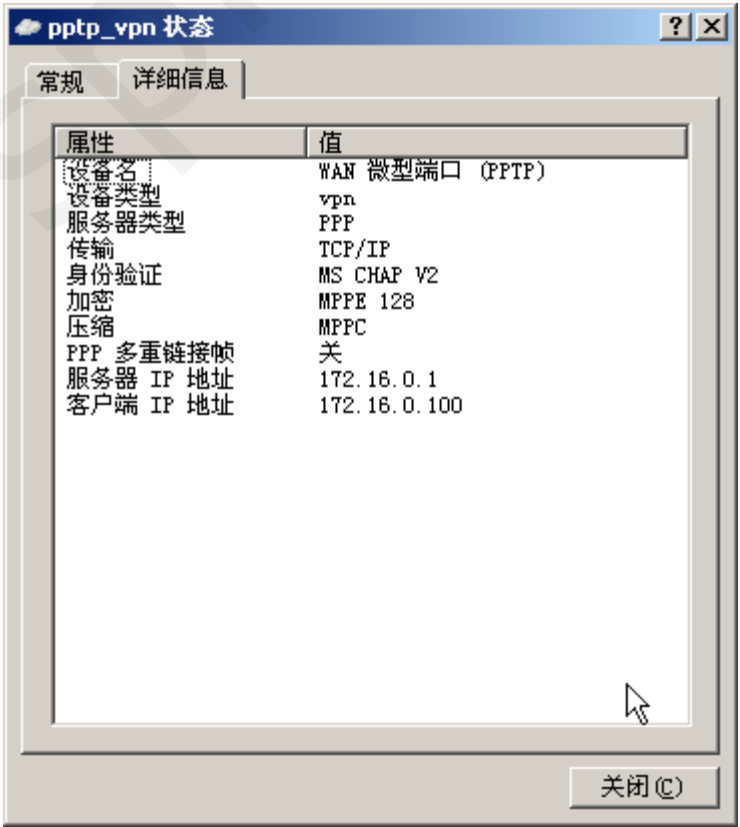 pptp_vpn 状态
常规 详细信息
属性 值
设备名 WAN 微型端口 (PPTP)
设备类型 vpn
服务器类型 PPP
传输 TCP/IP
身份验证 MS CHAP V2
加密 MPPE 128
压缩 MPPC
PPP 多重链接帧 关
服务器 IP 地址 172.16.0.1
客户端 IP 地址 172.16.0.100
关闭(C)